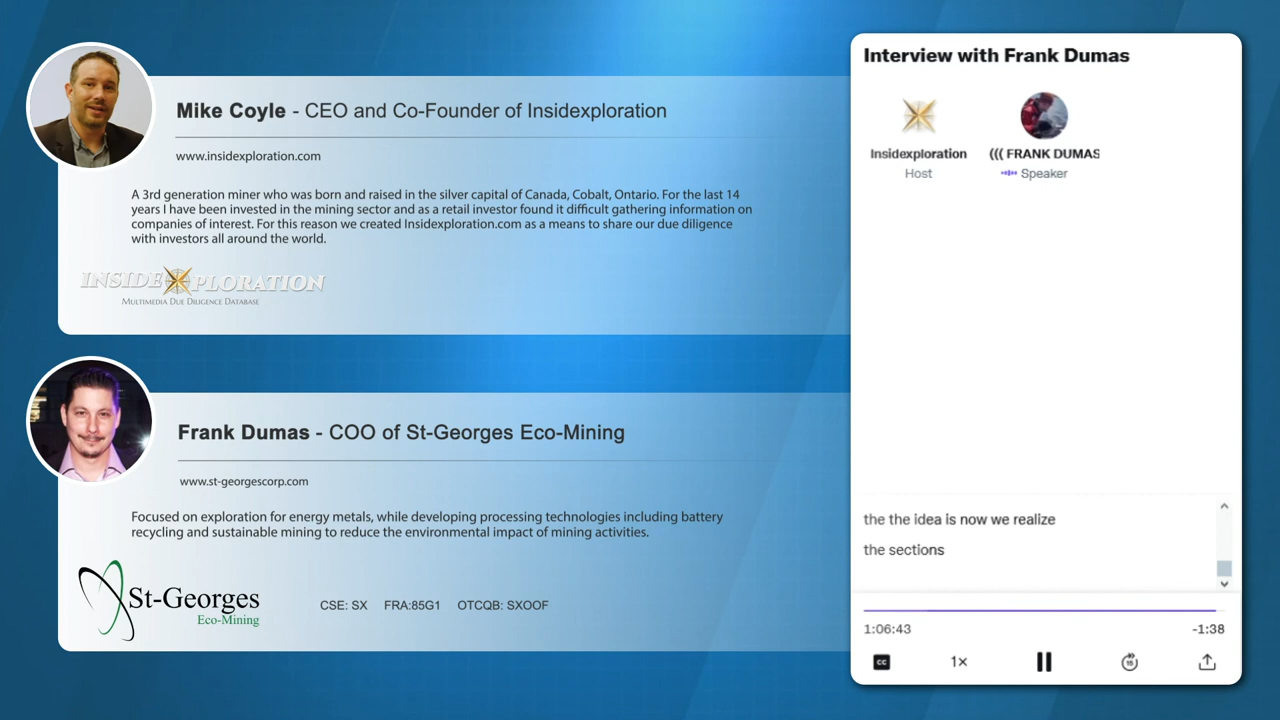 Mike Coyle - CEO and Co-Founder of Insidexploration
www.insidexploration.com
A 3rd generation miner who was born and raised in the silver capital of Canada, Cobalt, Ontario. For the last 14
years I have been invested in the mining sector and as a retail investor found it difficult gathering information on
companies of interest. For this reason we created Insidexploration.com as a means to share our due diligence
with investors all around the world.
INSIDEXPLORATION
Multimedia Due Diligence Database
Frank Dumas - COO of St-Georges Eco-Mining
www.st-georgescorp.com
Focused on exploration for energy metals, while developing processing technologies including battery
recycling and sustainable mining to reduce the environmental impact of mining activities.
St-Georges
Eco-Mining
CSE: SX FRA:85G1 OTCQB: SXOOF
Interview with Frank Dumas
Insidexploration
Host
((( FRANK DUMAS
Speaker
the the idea is now we realize
the sections
1:06:43
-1:38
CC
1×
15